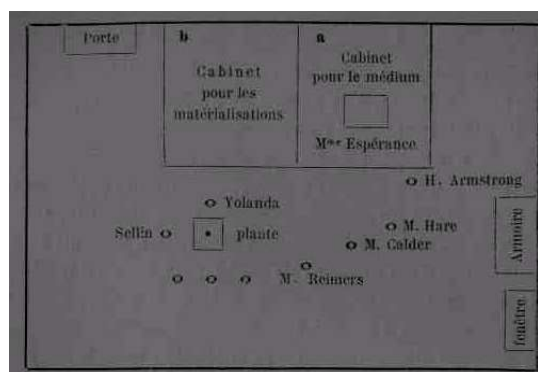 Porte
b
a
Cabinet
pour les
matérialisations
Cabinet
pour le médium
Mme Espérance
H. Armstrong
Yolanda
Sellin
plante
M. Hare
M. Calder
M. Reimers
Armoire
fenêtre